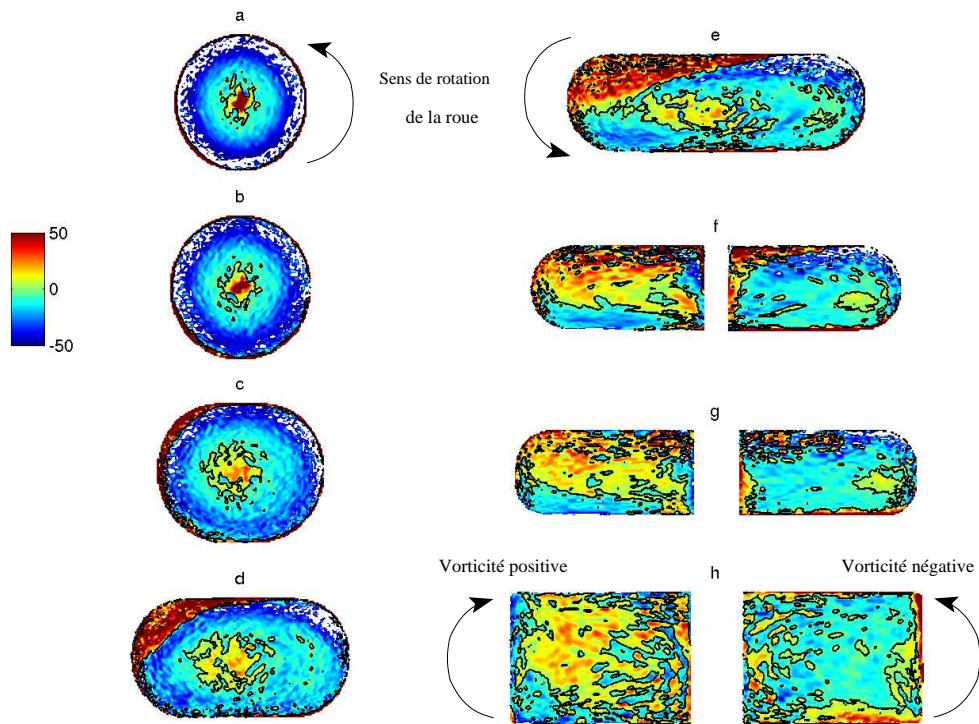 a
e
Sens de rotation
de la roue
b
f
50
0
-50
c
g
d
Vorticité positive
h
Vorticité négative